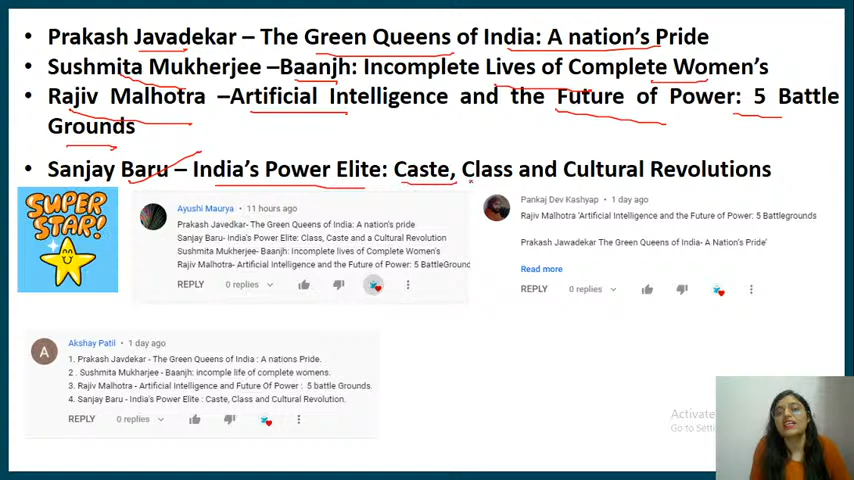 • Prakash Javadekar – The Green Queens of India: A nation's Pride
• Sushmita Mukherjee –Baanjh: Incomplete Lives of Complete Women's
• Rajiv Malhotra –Artificial Intelligence and the Future of Power: 5 Battle
Grounds
• Sanjay Baru – India's Power Elite: Caste, Class and Cultural Revolutions
SUPER
STAR!
Ayushi Maurya • 11 hours ago
Prakash Javedkar- The Green Queens of India: A nation's pride
Sanjay Baru- India's Power Elite: Class, Caste and a Cultural Revolution
Sushmita Mukherjee- Baanjh: Incomplete lives of Complete Women's
Rajiv Malhotra- Artificial Intelligence and the Future of Power: 5 BattleGround
REPLY 0 replies
Pankaj Dev Kashyap • 1 day ago
Rajiv Malhotra 'Artificial Intelligence and the Future of Power: 5 Battlegrounds
Prakash Jawadekar The Green Queens of India- A Nation's Pride'
Read more
REPLY 0 replies
A
Akshay Patil • 1 day ago
1. Prakash Javdekar - The Green Queens of India : A nations Pride.
2 . Sushmita Mukharjee - Baanjh: incomple life of complete womens.
3. Rajiv Malhotra - Artificial Intelligence and Future Of Power : 5 battle Grounds.
4. Sanjay Baru - India's Power Elite : Caste, Class and Cultural Revolution.
REPLY 0 replies
Activate
Go to Setti